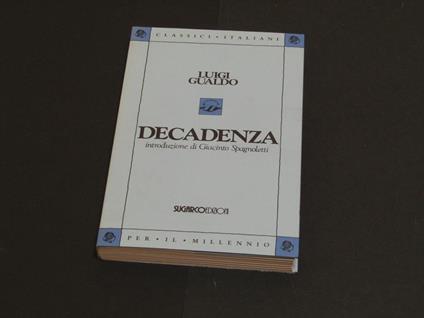 CLASSICI • ITALIANI
LUIGI
GUALDO
DECADENZA
introduzione di Giacinto Spagnoletti
SUGARCOEDIZIONI
PER • IL • MILLENNIO